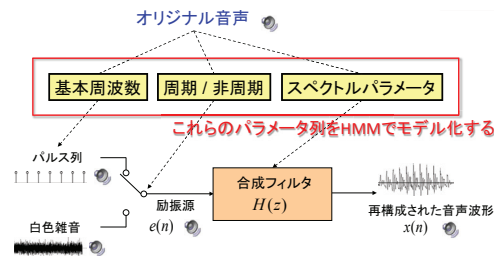 オリジナル音声
基本周波数
周期 / 非周期
スペクトルパラメータ
これらのパラメータ列をHMMでモデル化する
パルス列
白色雑音
励振源
e(n)
合成フィルタ
H(z)
再構成された音声波形
x(n)